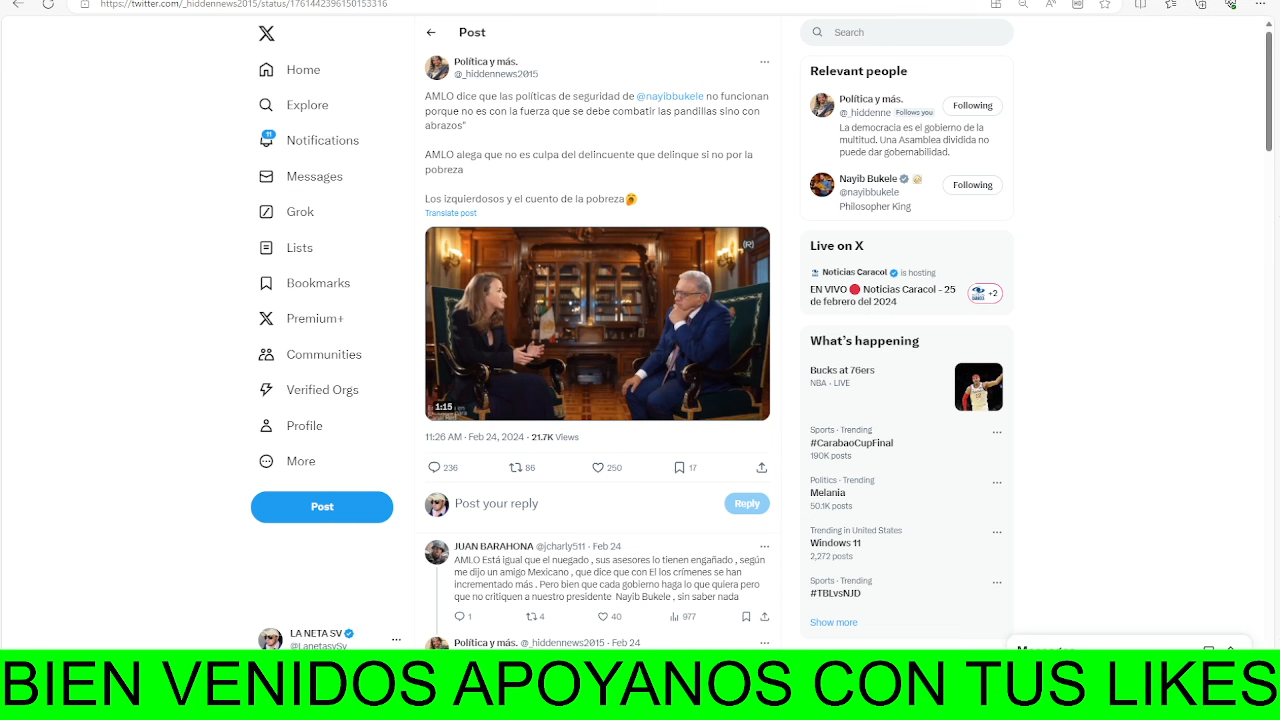 https://twitter.com/_hiddennews2015/status/1761442396150153316
Home
Explore
11
Notifications
Messages
Grok
Lists
Bookmarks
Premium+
Communities
Verified Orgs
Profile
More
Post
LA NETA SV
@LanetasySv
Post
Política y más.
@_hiddennews2015
AMLO dice que las políticas de seguridad de @nayibbukele no funcionan
porque no es con la fuerza que se debe combatir las pandillas sino con
abrazos"
AMLO alega que no es culpa del delincuente que delinque si no por la
pobreza
Los izquierdosos y el cuento de la pobreza
Translate post
(R)
1:15
11:26 AM · Feb 24, 2024 · 21.7K Views
236 86 250 17
Post your reply
Reply
JUAN BARAHONA @jcharly511 · Feb 24
AMLO Está igual que el nuegado , sus asesores lo tienen engañado , según
me dijo un amigo Mexicano , que dice que con El los crímenes se han
incrementado más . Pero bien que cada gobierno haga lo que quiera pero
que no critiquen a nuestro presidente Nayib Bukele , sin saber nada
1 4 40 977
Política y más. @_hiddennews2015 · Feb 24
Search
Relevant people
Política y más.
@_hiddenne Follows you
Following
La democracia es el gobierno de la
multitud. Una Asamblea dividida no
puede dar gobernabilidad.
Nayib Bukele
@nayibbukele
Following
Philosopher King
Live on X
Noticias Caracol is hosting
EN VIVO Noticias Caracol - 25
de febrero del 2024
+2
What's happening
Bucks at 76ers
NBA · LIVE
Sports · Trending
#CarabaoCupFinal
190K posts
Politics · Trending
Melania
50.1K posts
Trending in United States
Windows 11
2,272 posts
Sports · Trending
#TBLvsNJD
Show more
BIEN VENIDOS APOYANOS CON TUS LIKES